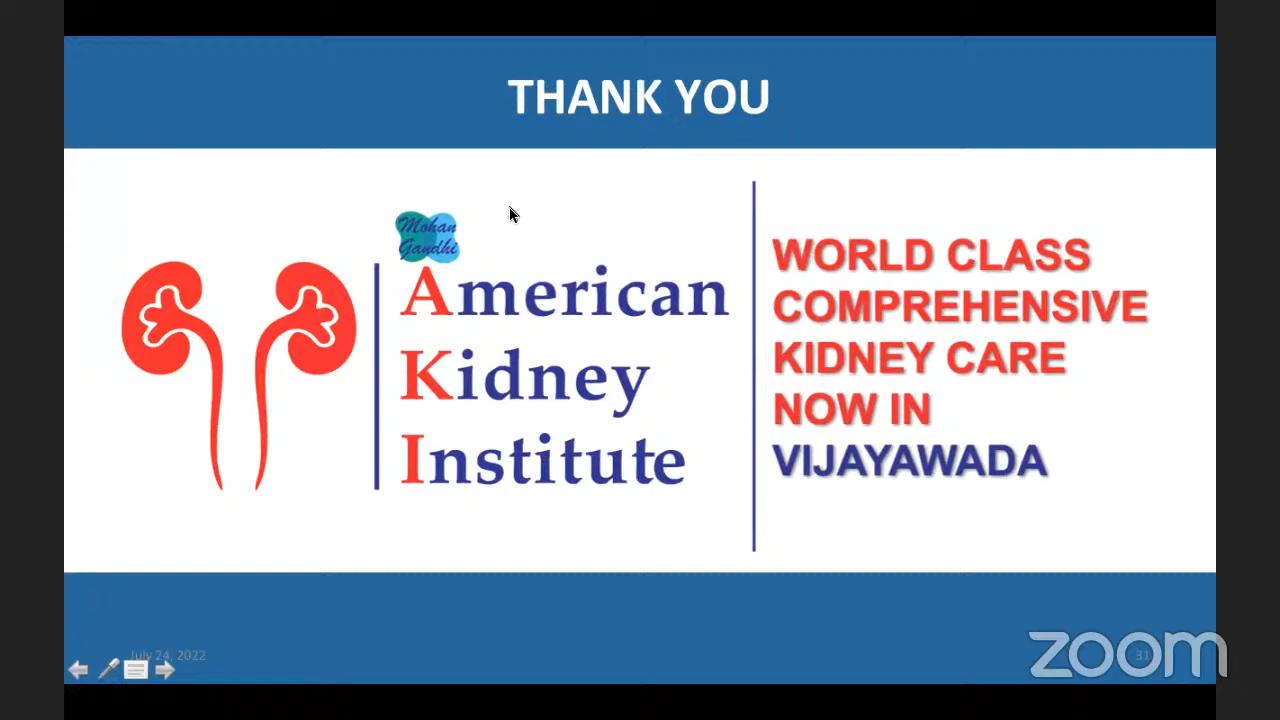 THANK YOU
Mohan
Gandhi
American
Kidney
Institute
WORLD CLASS
COMPREHENSIVE
KIDNEY CARE
NOW IN
VIJAYAWADA
July 24, 2022
31
zoom